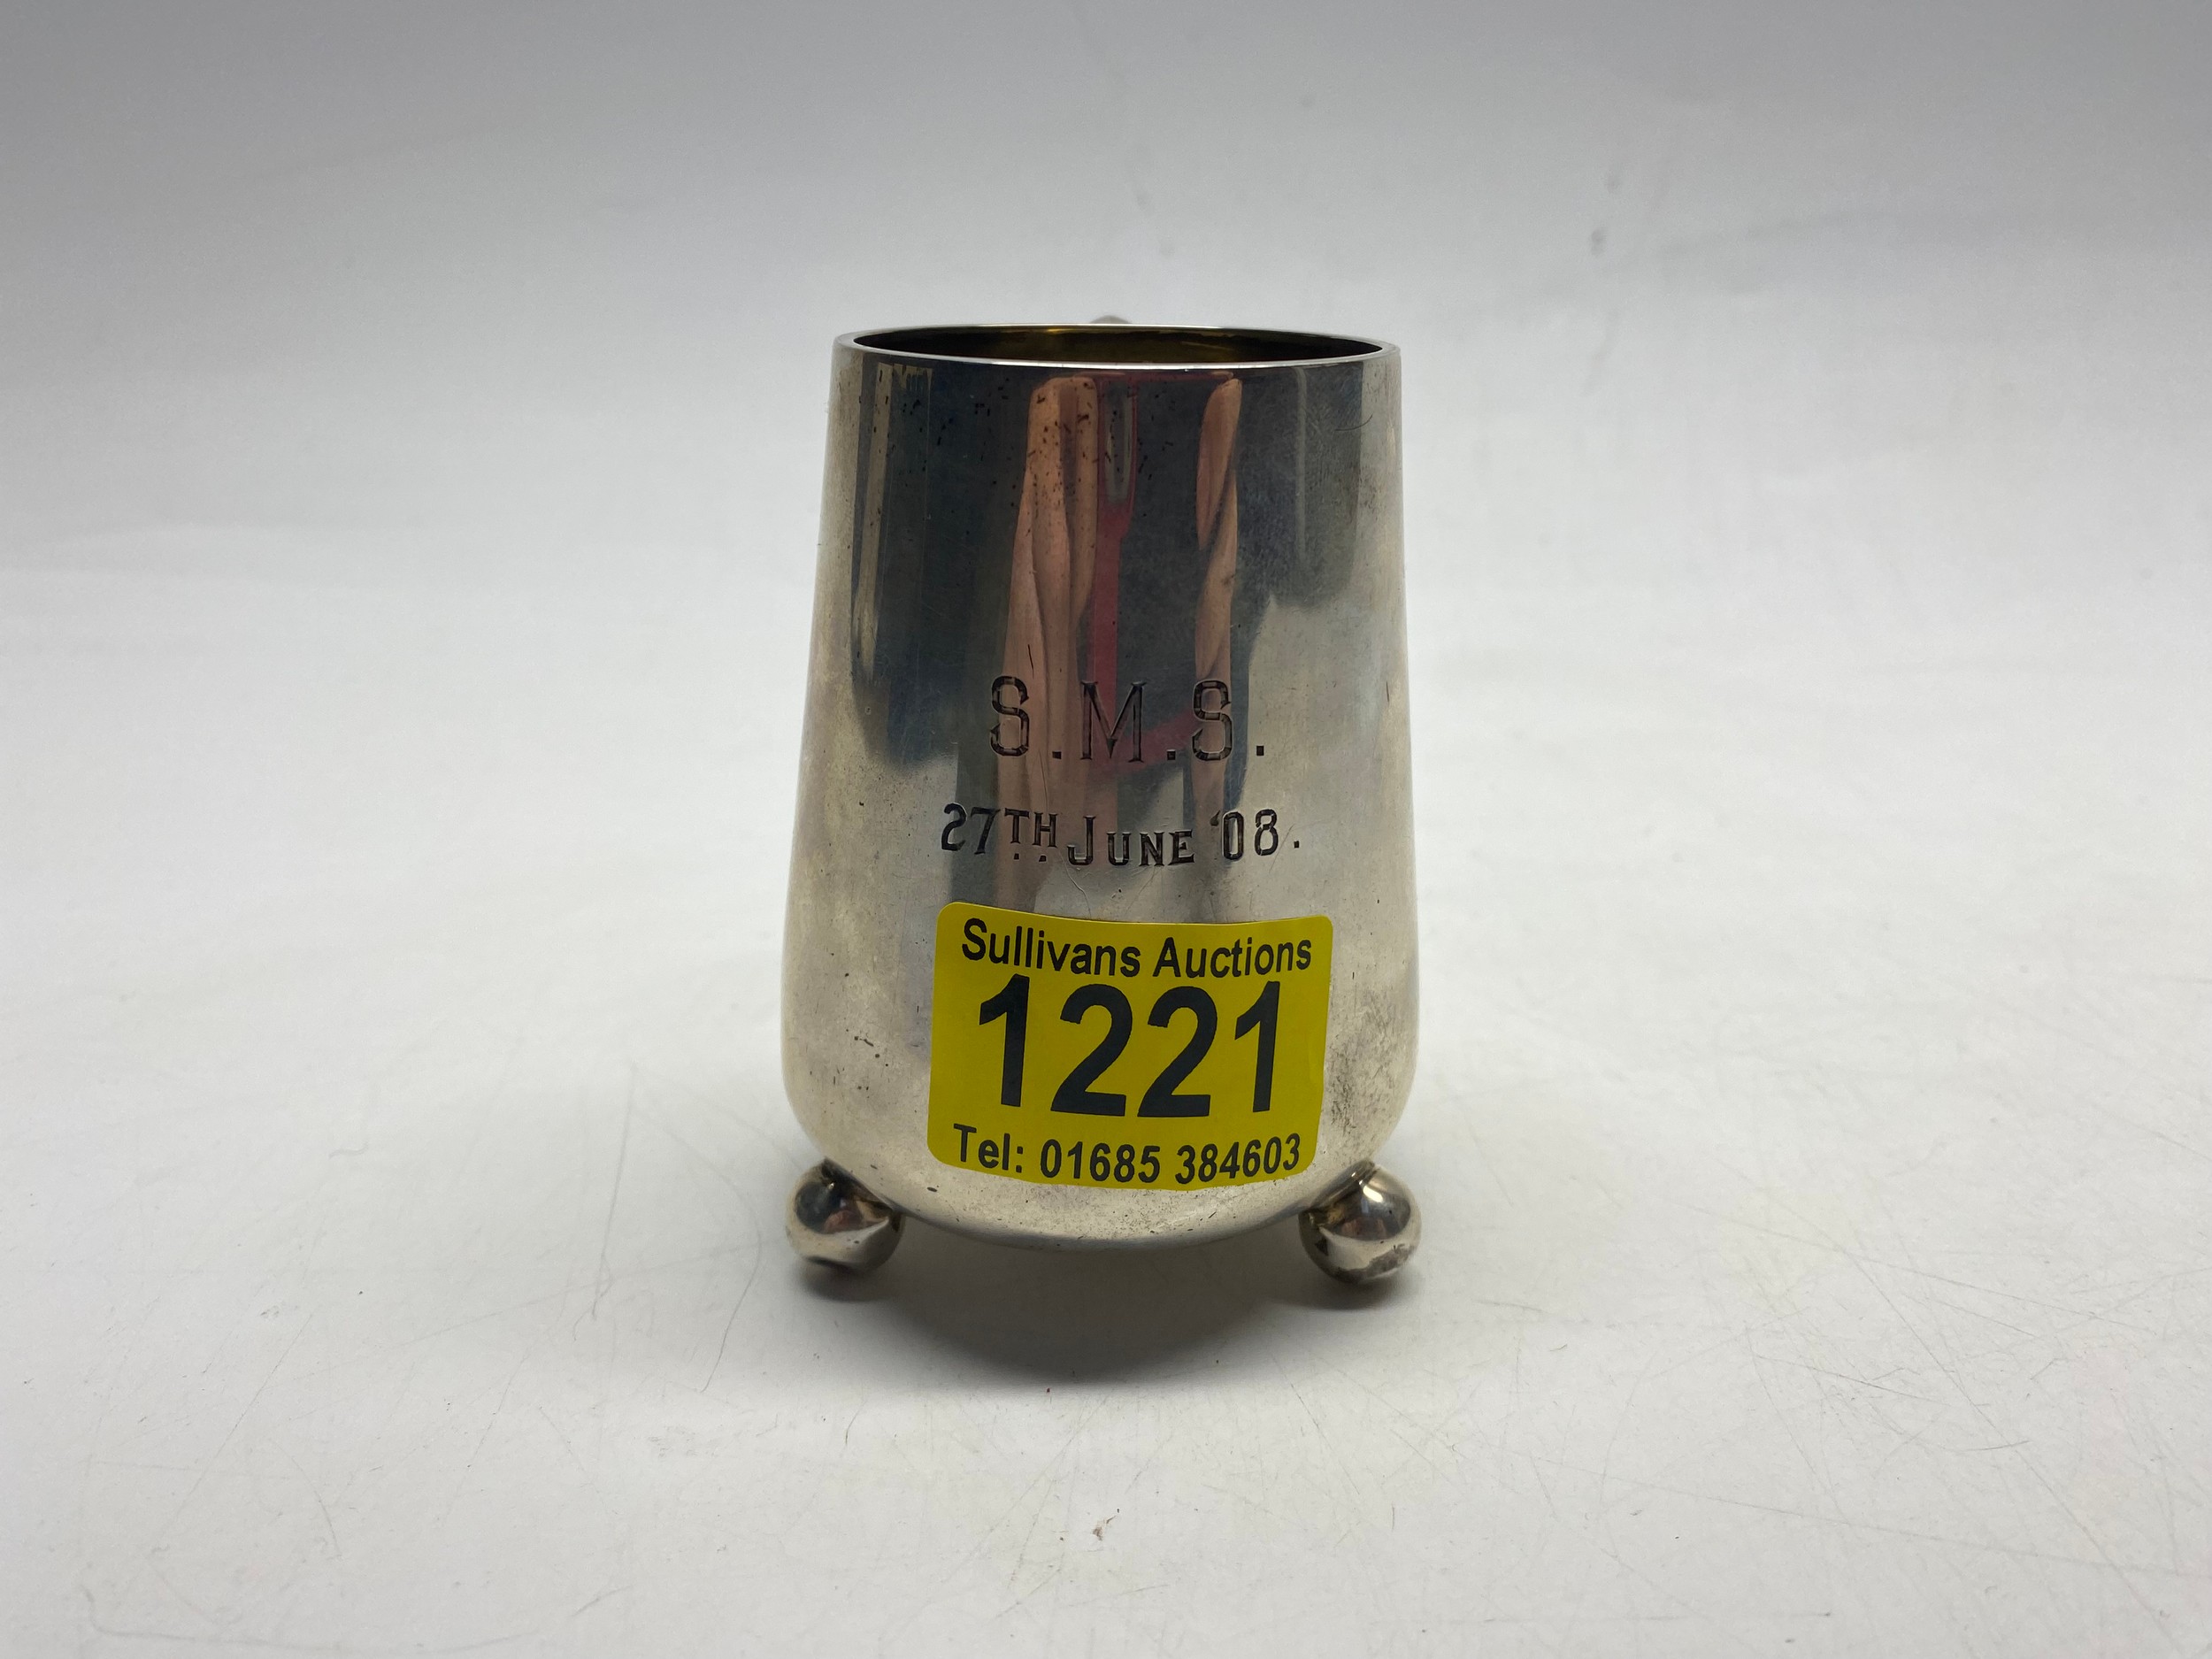 S.M.S.
27TH JUNE '08.
Sullivans Auctions
1221
Tel: 01685 384603